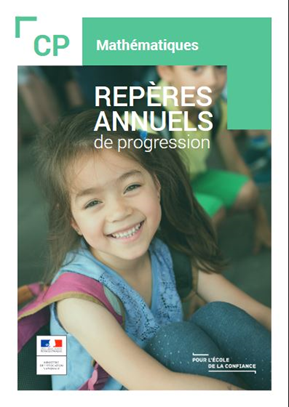 CP
Mathématiques
REPÈRES
ANNUELS
de progression
POUR L'ÉCOLE
DE LA CONFIANCE